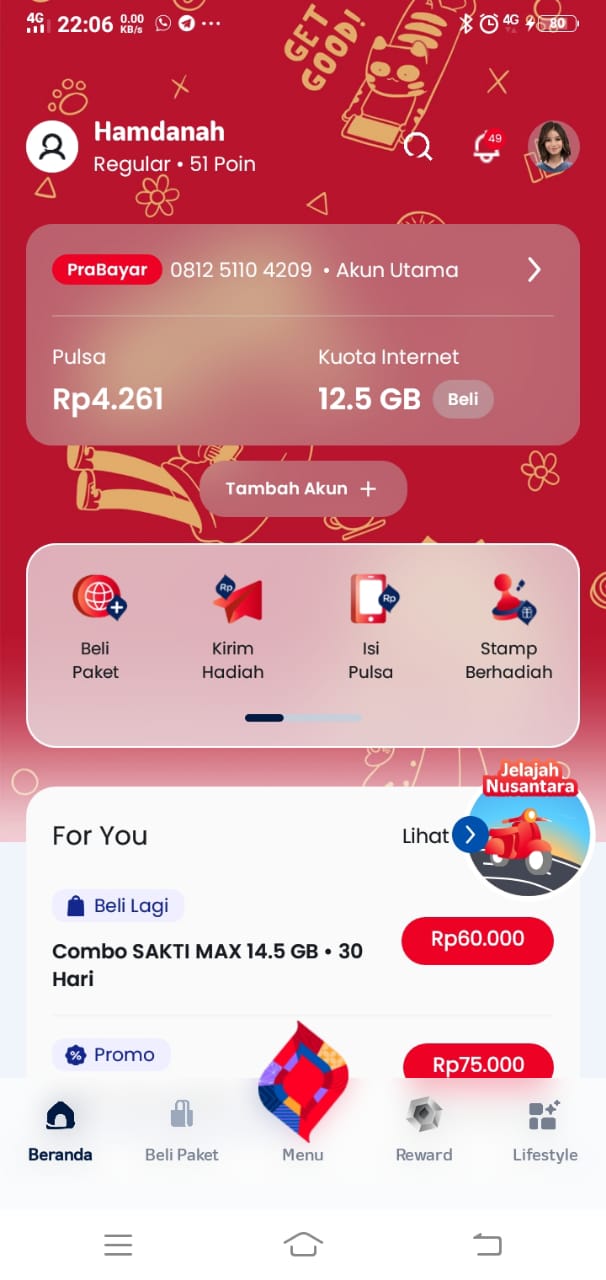 4G 22:06 0.00 KB/s ... 4G 80
GET
GOOD!
Hamdanah
Regular • 51 Poin
49
PraBayar 0812 5110 4209 • Akun Utama
Pulsa Kuota Internet
Rp4.261 12.5 GB Beli
Tambah Akun +
Rp Rp
Beli Kirim Isi Stamp
Paket Hadiah Pulsa Berhadiah
Jelajah
Nusantara
For You Lihat
Beli Lagi
Combo SAKTI MAX 14.5 GB • 30
Hari
Rp60.000
Promo
Rp75.000
Beranda Beli Paket Menu Reward Lifestyle